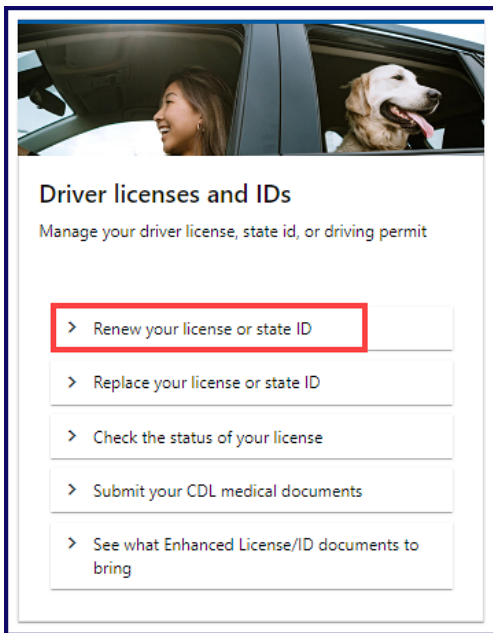 Driver licenses and IDs
Manage your driver license, state id, or driving permit
Renew your license or state ID
Replace your license or state ID
Check the status of your license
Submit your CDL medical documents
See what Enhanced License/ID documents to
bring